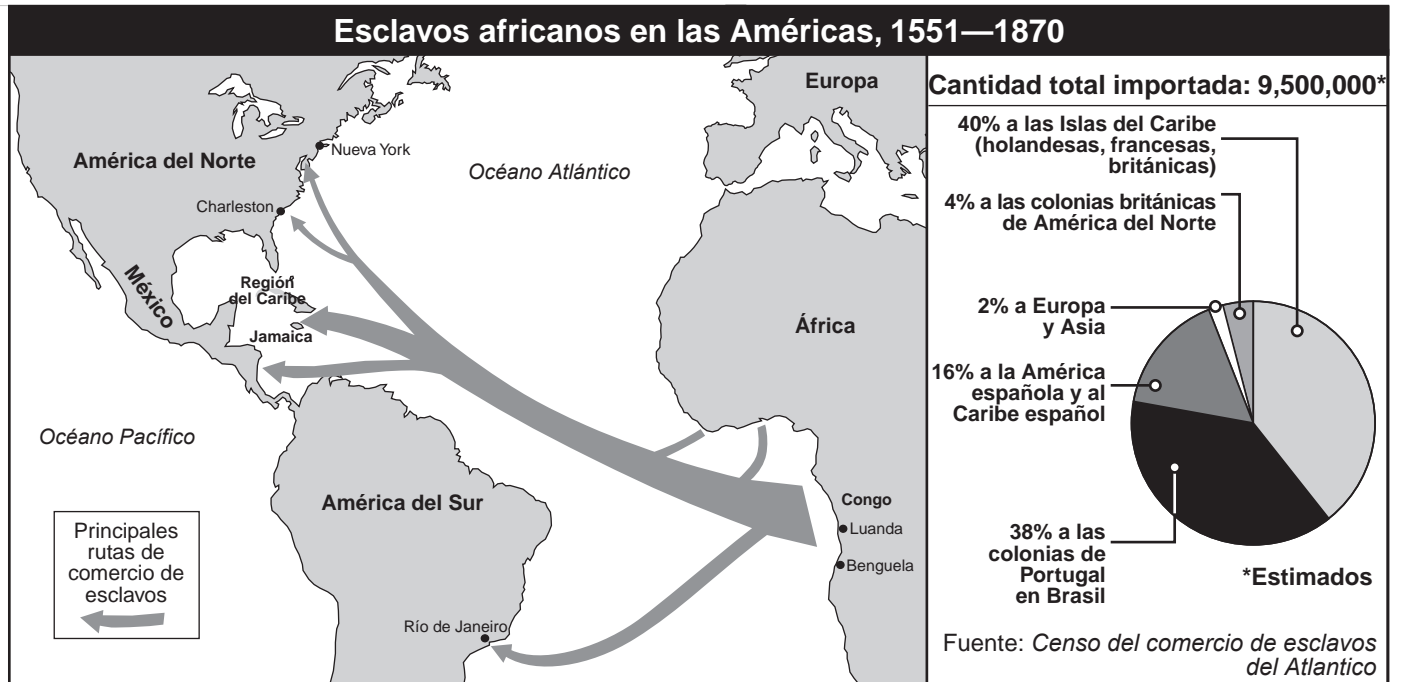 Esclavos africanos en las Américas, 1551—1870
Europa
América del Norte
Nueva York
Océano Atlántico
Charleston
México
Región
del Caribe
Jamaica
África
Océano Pacífico
América del Sur
Congo
Luanda
Benguela
Río de Janeiro
Principales
rutas de
comercio de
esclavos
Cantidad total importada: 9,500,000*
40% a las Islas del Caribe
(holandesas, francesas,
británicas)
4% a las colonias británicas
de América del Norte
2% a Europa
y Asia
16% a la América
española y al
Caribe español
38% a las
colonias de
Portugal
en Brasil
*Estimados
Fuente: Censo del comercio de esclavos
del Atlantico